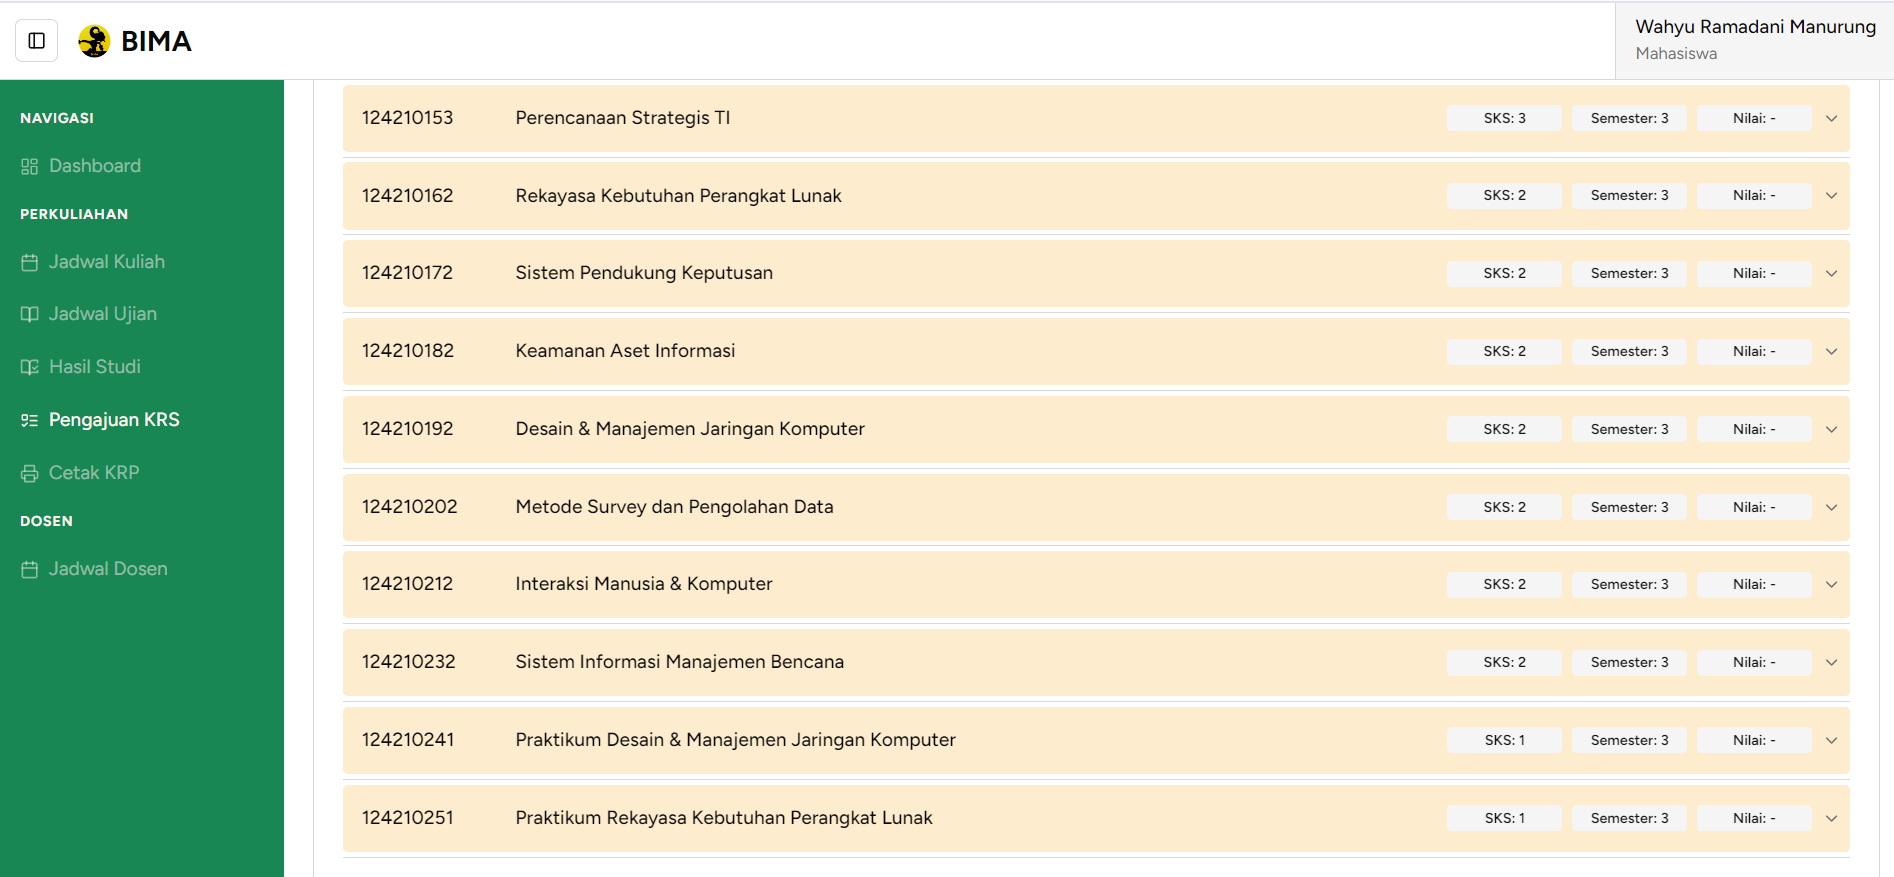 BIMA
Wahyu Ramadani Manurung
Mahasiswa
NAVIGASI
Dashboard
PERKULIAHAN
Jadwal Kuliah
Jadwal Ujian
Hasil Studi
Pengajuan KRS
Cetak KRP
DOSEN
Jadwal Dosen
124210153 Perencanaan Strategis TI SKS: 3 Semester: 3 Nilai: -
124210162 Rekayasa Kebutuhan Perangkat Lunak SKS: 2 Semester: 3 Nilai: -
124210172 Sistem Pendukung Keputusan SKS: 2 Semester: 3 Nilai: -
124210182 Keamanan Aset Informasi SKS: 2 Semester: 3 Nilai: -
124210192 Desain & Manajemen Jaringan Komputer SKS: 2 Semester: 3 Nilai: -
124210202 Metode Survey dan Pengolahan Data SKS: 2 Semester: 3 Nilai: -
124210212 Interaksi Manusia & Komputer SKS: 2 Semester: 3 Nilai: -
124210232 Sistem Informasi Manajemen Bencana SKS: 2 Semester: 3 Nilai: -
124210241 Praktikum Desain & Manajemen Jaringan Komputer SKS: 1 Semester: 3 Nilai: -
124210251 Praktikum Rekayasa Kebutuhan Perangkat Lunak SKS: 1 Semester: 3 Nilai: -